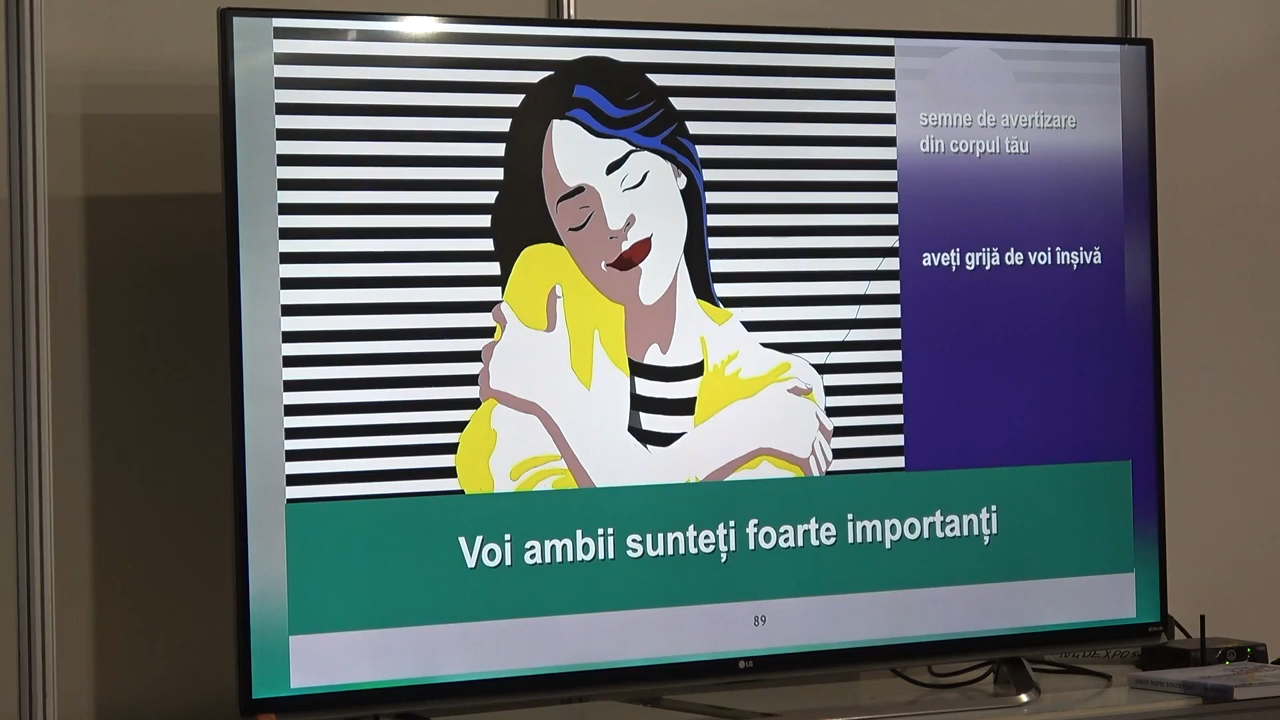 semne de avertizare
din corpul tău
aveți grijă de voi înșivă
Voi ambii sunteți foarte importanți
89
LG